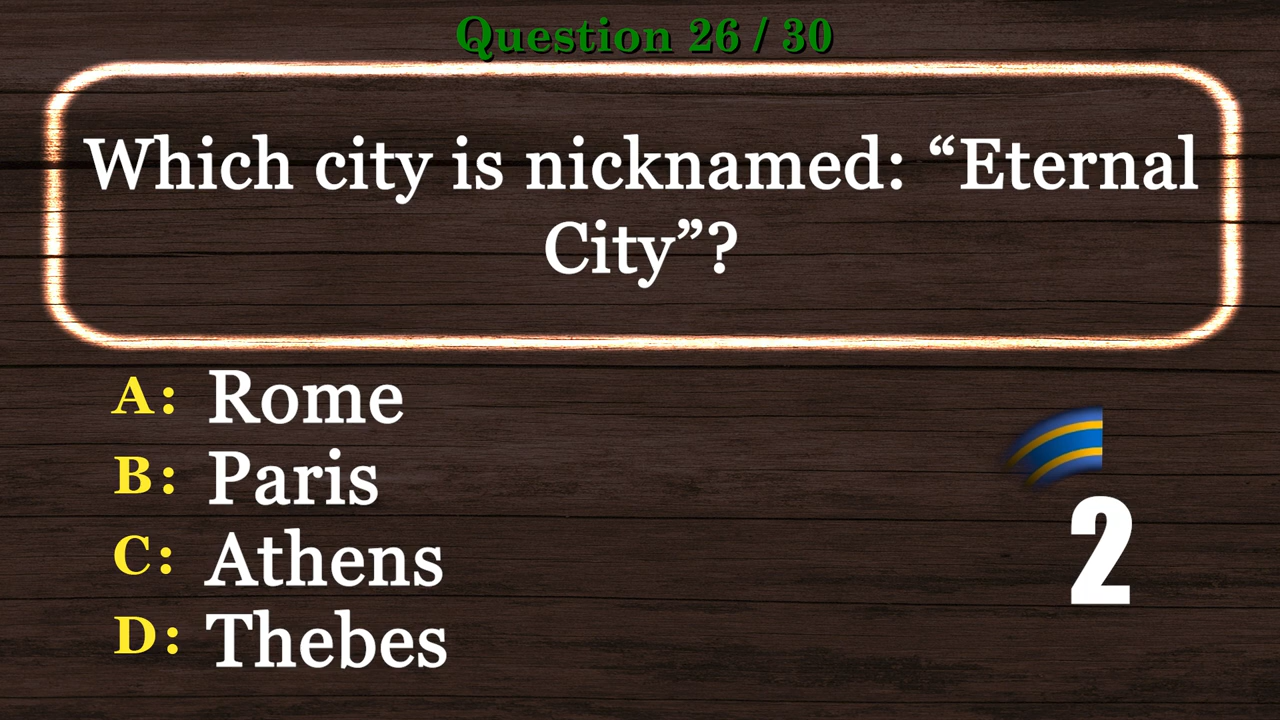 Question 26 / 30
Which city is nicknamed: “Eternal
City”?
A: Rome
B: Paris
C: Athens
D: Thebes
2